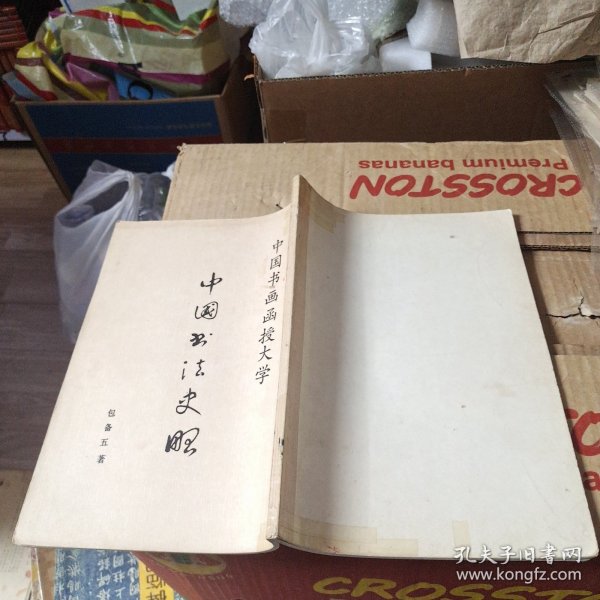 CROSSTON
Premium bananas
中国书画函授大学
中国书法史略
包备五著
CROSSTON
孔夫子旧书网
www.kongfz.com